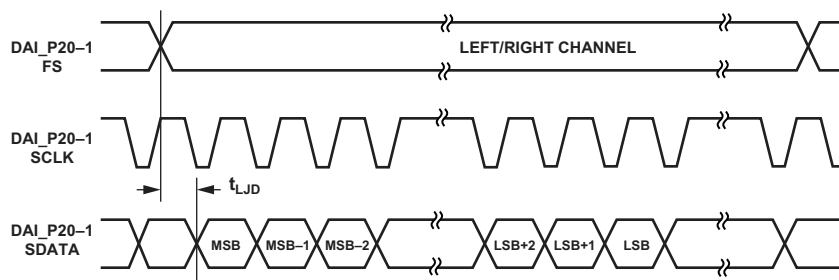 DAI_P20–1
FS
LEFT/RIGHT CHANNEL
DAI_P20–1
SCLK
tLJD
DAI_P20–1
SDATA
MSB
MSB–1
MSB–2
LSB+2
LSB+1
LSB